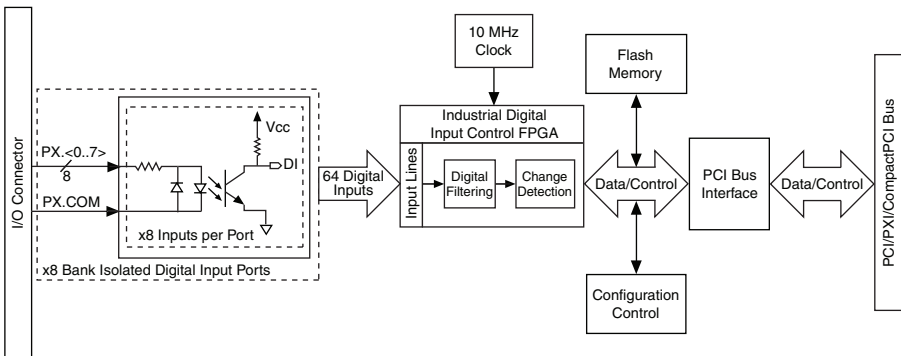 I/O Connector
PX.<0..7>
8
PX.COM
Vcc
DI
x8 Inputs per Port
x8 Bank Isolated Digital Input Ports
64 Digital
Inputs
10 MHz
Clock
Industrial Digital
Input Control FPGA
Input Lines
Digital
Filtering
Change
Detection
Flash
Memory
Data/Control
Configuration
Control
PCI Bus
Interface
Data/Control
PCI/PXI/CompactPCI Bus